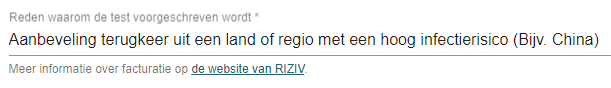 Reden waarom de test voorgeschreven wordt *
Aanbeveling terugkeer uit een land of regio met een hoog infectierisico (Bijv. China)
Meer informatie over facturatie op de website van RIZIV.